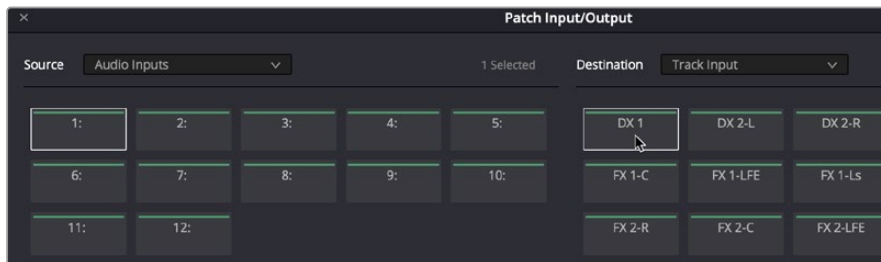 × Patch Input/Output
Source Audio Inputs 1 Selected Destination Track Input
1: 2: 3: 4: 5: DX 1 DX 2-L DX 2-R
6: 7: 8: 9: 10: FX 1-C FX 1-LFE FX 1-Ls
11: 12: FX 2-R FX 2-C FX 2-LFE